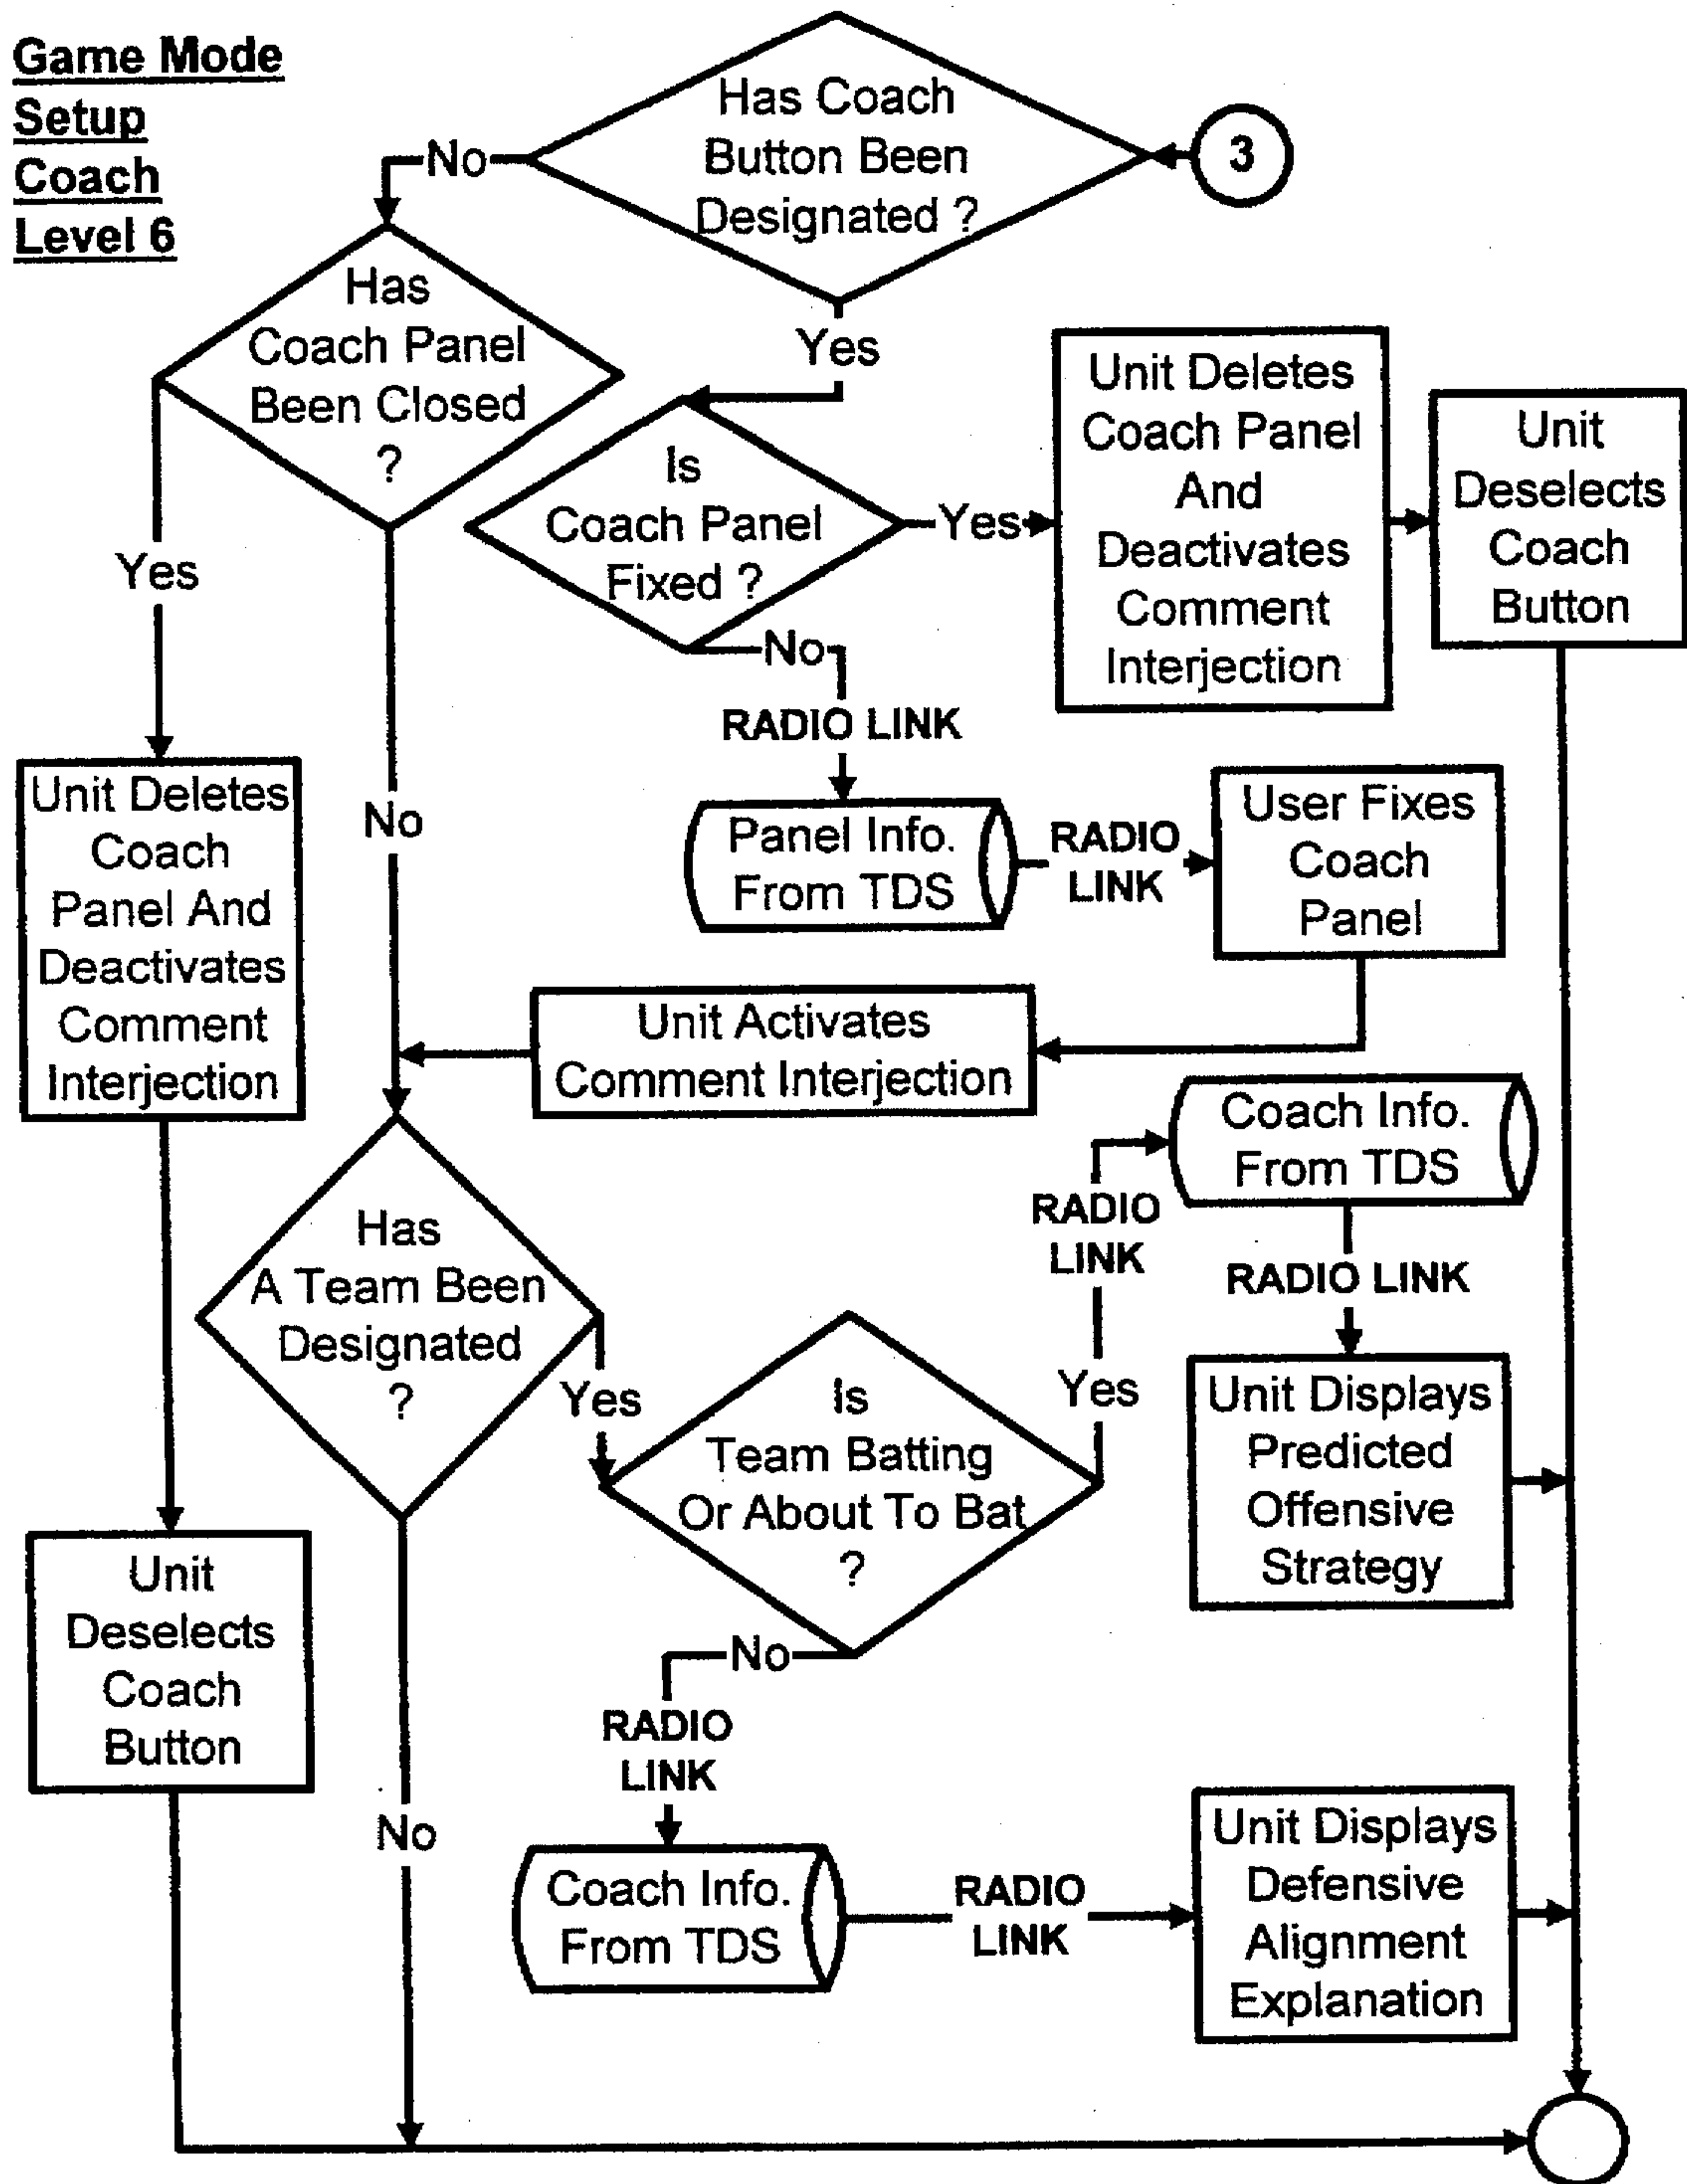 Game Mode
Setup
Coach
Level 6
Has Coach
Button Been
Designated ?
3
No
Yes
Has
Coach Panel
Been Closed
?
Is
Coach Panel
Fixed ?
Yes
Unit Deletes
Coach Panel
And
Deactivates
Comment
Interjection
Unit
Deselects
Coach
Button
Yes
No
No
RADIO LINK
Panel Info.
From TDS
RADIO
LINK
User Fixes
Coach
Panel
Unit Deletes
Coach
Panel And
Deactivates
Comment
Interjection
Unit Activates
Comment Interjection
Coach Info.
From TDS
RADIO
LINK
RADIO LINK
Has
A Team Been
Designated
?
Yes
Is
Team Batting
Or About To Bat
?
Yes
Unit Displays
Predicted
Offensive
Strategy
Unit
Deselects
Coach
Button
No
RADIO
LINK
No
Coach Info.
From TDS
RADIO
LINK
Unit Displays
Defensive
Alignment
Explanation